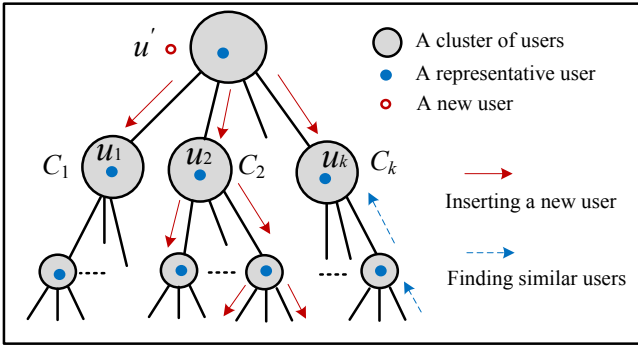 u'
A cluster of users
A representative user
A new user
C1 u1 u2 C2 uk Ck
Inserting a new user
Finding similar users